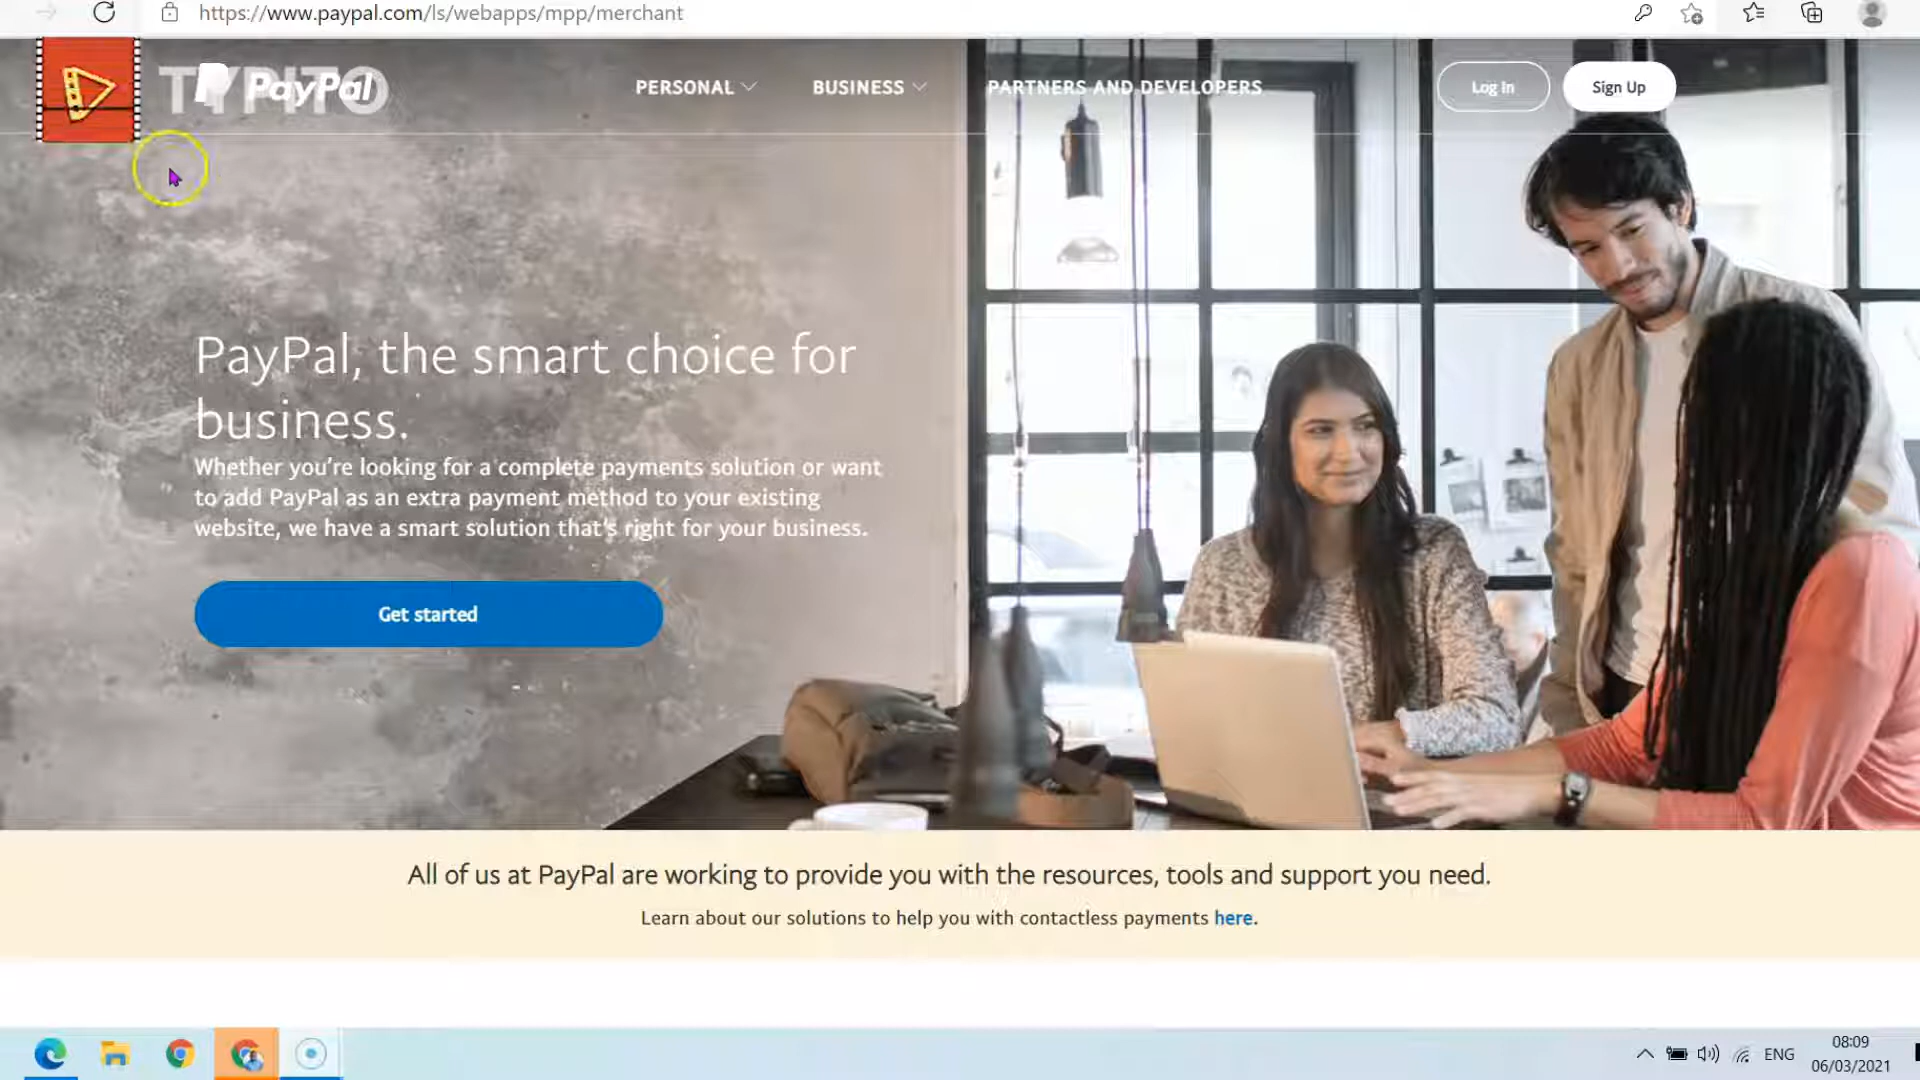 https://www.paypal.com/ls/webapps/mpp/merchant
TYPITO
PayPal
PERSONAL
BUSINESS
PARTNERS AND DEVELOPERS
Log In
Sign Up
PayPal, the smart choice for
business.
Whether you’re looking for a complete payments solution or want
to add PayPal as an extra payment method to your existing
website, we have a smart solution that’s right for your business.
Get started
All of us at PayPal are working to provide you with the resources, tools and support you need.
Learn about our solutions to help you with contactless payments here.
ENG
08:09
06/03/2021